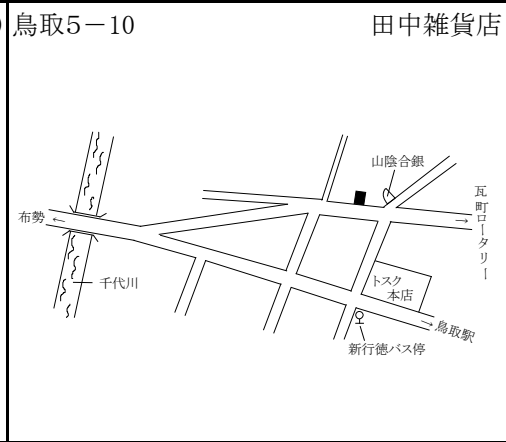 鳥取5－10
田中雑貨店
山陰合銀
瓦町ロータリー
布勢
トスク
本店
千代川
鳥取駅
新行徳バス停